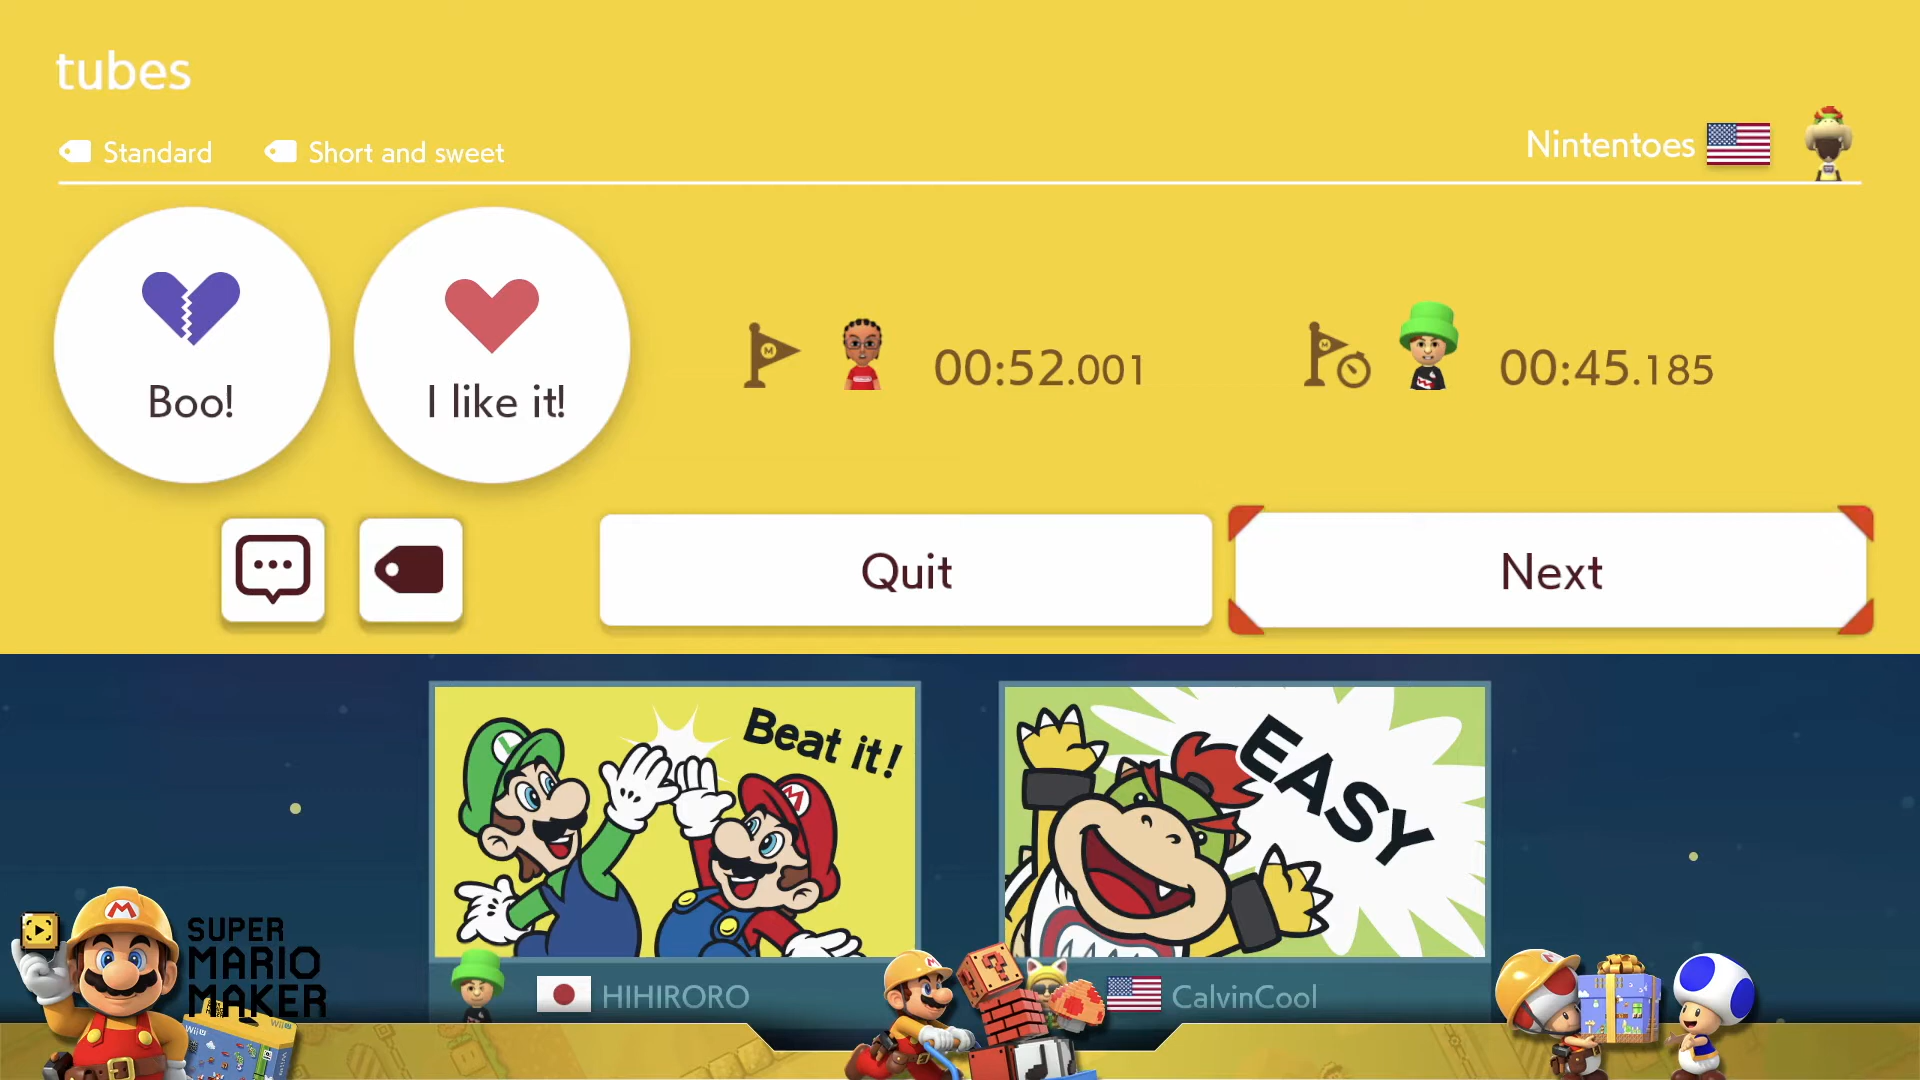 tubes
Standard
Short and sweet
Nintentoes
Boo!
I like it!
00:52.001
00:45.185
Quit
Next
Beat it!
EASY
SUPER
MARIO
MAKER
HIHIRORO
CalvinCool